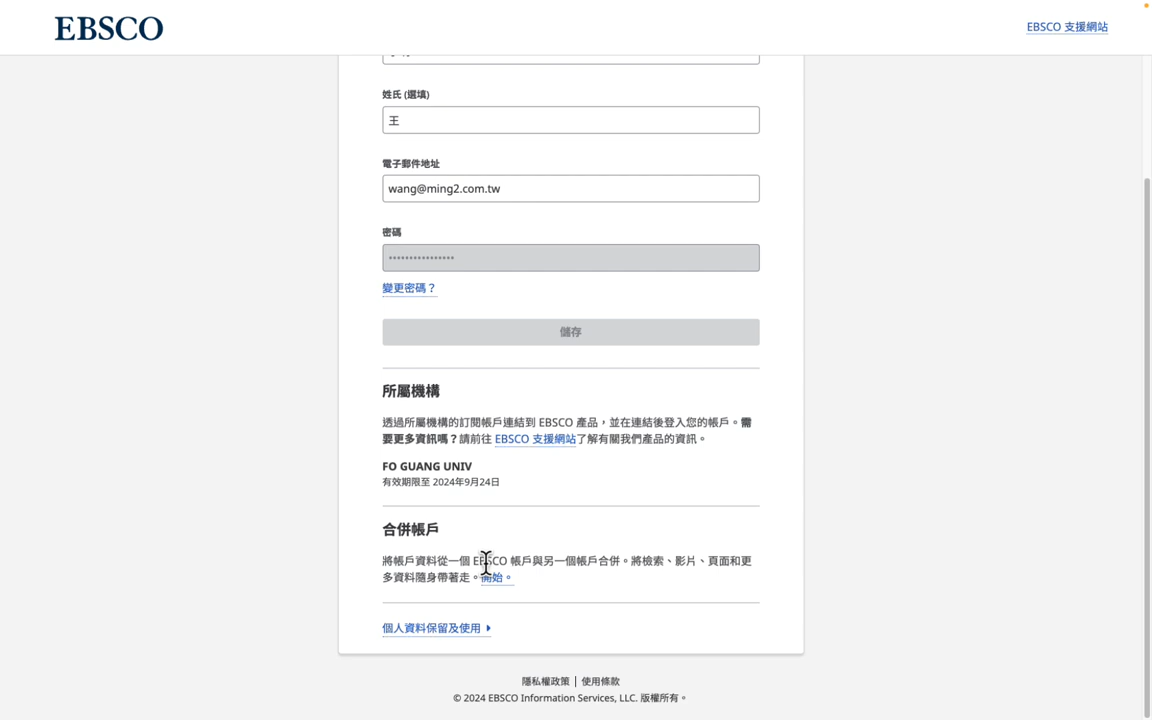 EBSCO
EBSCO 支援網站
姓氏 (選填)
王
電子郵件地址
wang@ming2.com.tw
密碼
••••••••••••••••
變更密碼？
儲存
所屬機構
透過所屬機構的訂閱帳戶連結到 EBSCO 產品，並在連結後登入您的帳戶。需
要更多資訊嗎？請前往 EBSCO 支援網站了解有關我們產品的資訊。
FO GUANG UNIV
有效期限至 2024年9月24日
合併帳戶
將帳戶資料從一個 EBSCO 帳戶與另一個帳戶合併。將檢索、影片、頁面和更
多資料隨身帶著走。開始。
個人資料保留及使用
隱私權政策 | 使用條款
© 2024 EBSCO Information Services, LLC. 版權所有。